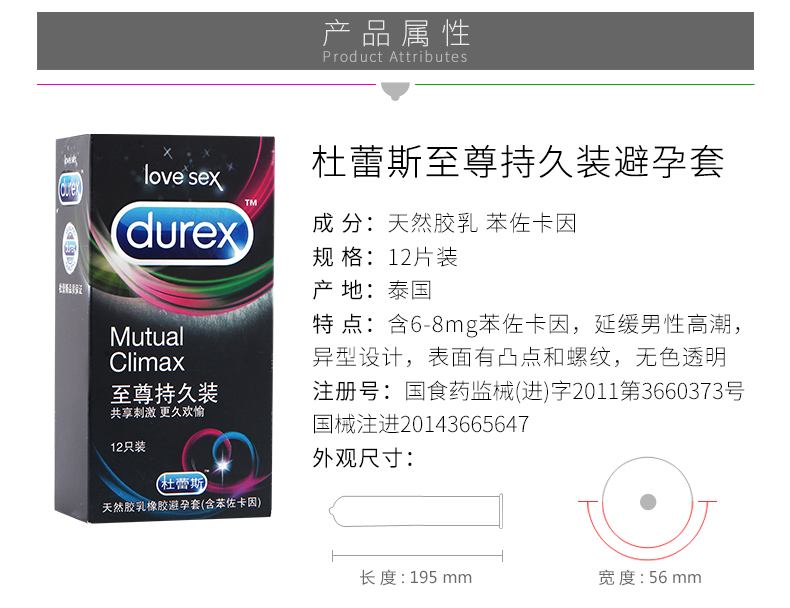 产品属性
Product Attributes
杜蕾斯至尊持久装避孕套
成 分：天然胶乳 苯佐卡因
规 格：12片装
产 地：泰国
特 点：含6-8mg苯佐卡因，延缓男性高潮，
异型设计，表面有凸点和螺纹，无色透明
注册号：国食药监械(进)字2011第3660373号
国械注进20143665647
外观尺寸：
长 度 : 195 mm
宽 度 : 56 mm
love sex
durex
love sex
durex™
Mutual
Climax
至尊持久装
共享刺激 更久欢愉
12只装
杜蕾斯™
天然胶乳橡胶避孕套(含苯佐卡因)